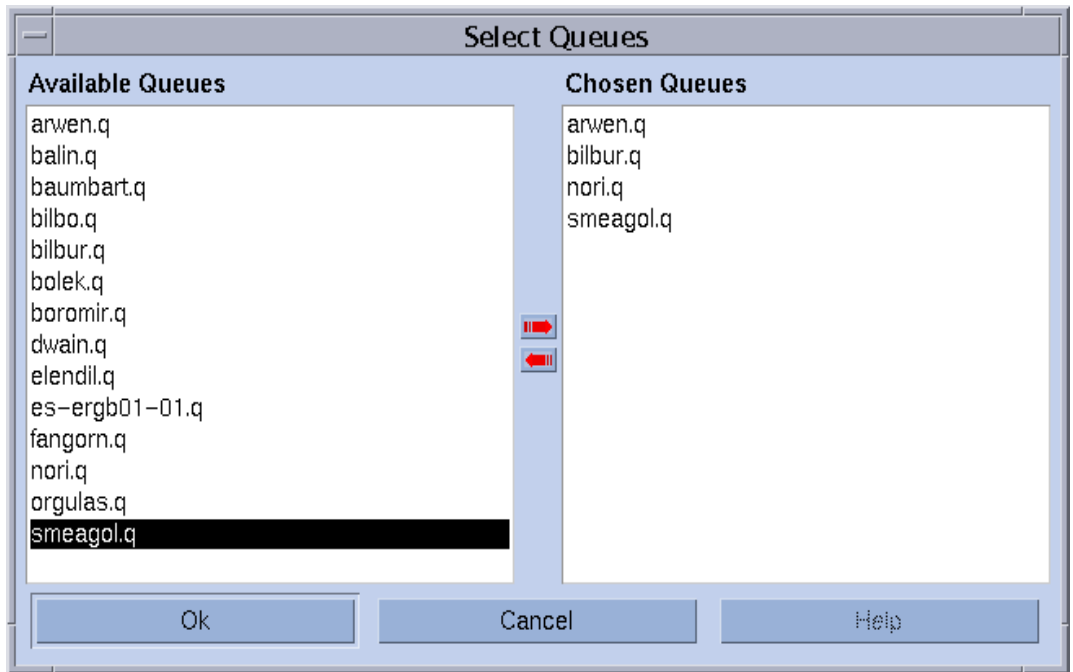 Select Queues
Available Queues
arwen.q
balin.q
baumbart.q
bilbo.q
bilbur.q
bolek.q
boromir.q
dwain.q
elendil.q
es-ergb01-01.q
fangorn.q
nori.q
orgulas.q
smeagol.q
Chosen Queues
arwen.q
bilbur.q
nori.q
smeagol.q
Ok
Cancel
Help